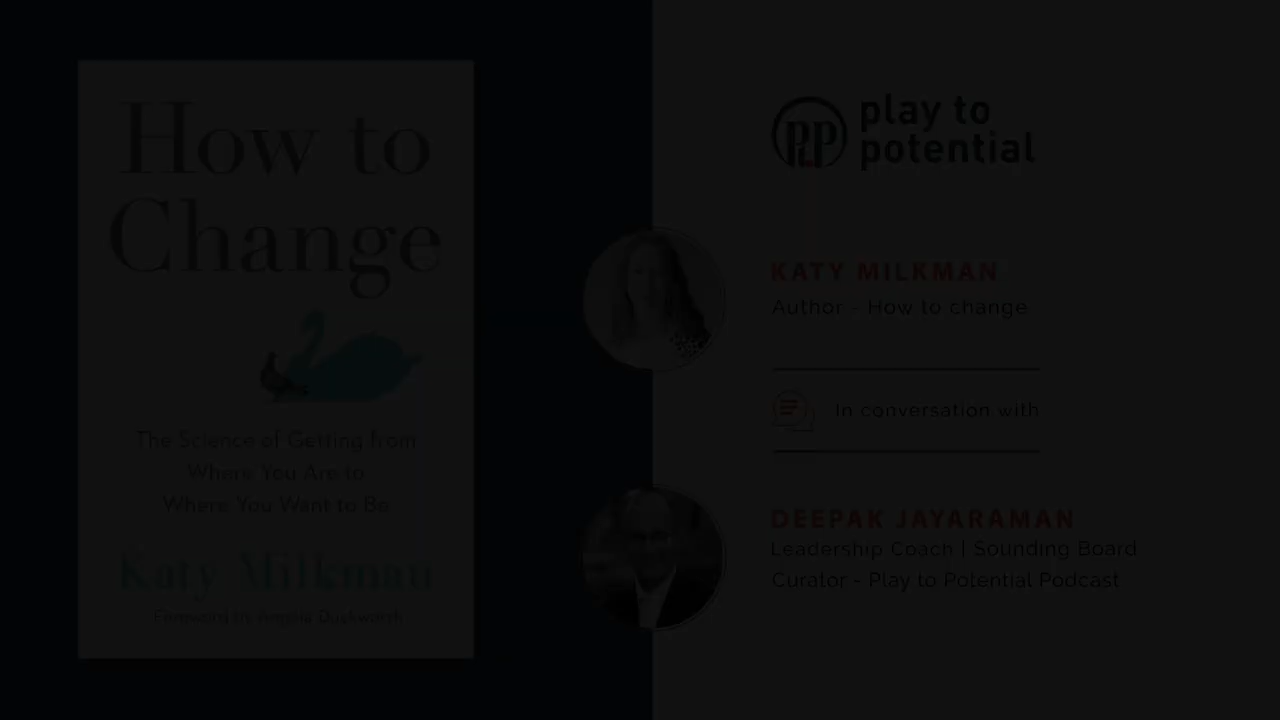 How to
Change
The Science of Getting from
Where You Are to
Where You Want to Be
Katy Milkman
Foreword by Angela Duckworth
PLP
play to
potential
KATY MILKMAN
Author - How to change
In conversation with
DEEPAK JAYARAMAN
Leadership Coach | Sounding Board
Curator - Play to Potential Podcast